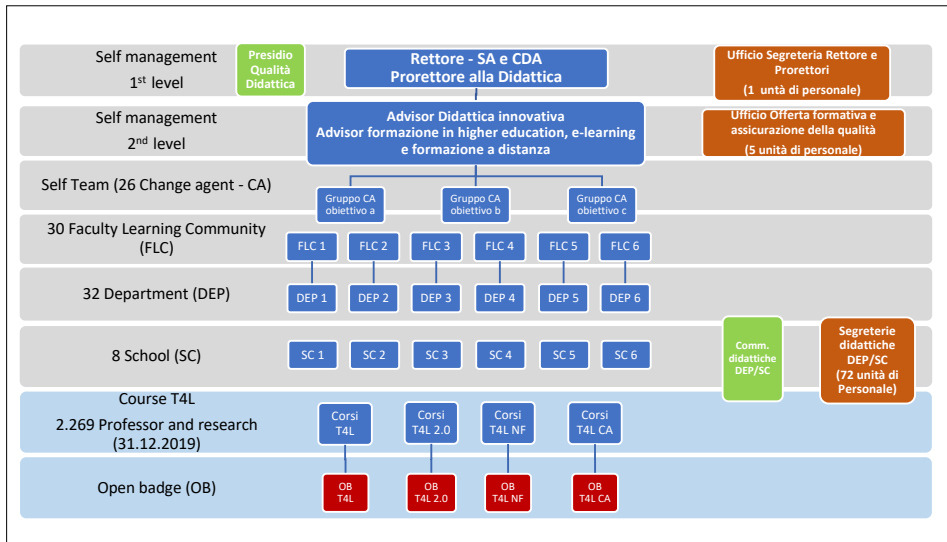 Self management
1st level
Presidio
Qualità
Didattica
Rettore - SA e CDA
Prorettore alla Didattica
Ufficio Segreteria Rettore e
Prorettori
(1 untà di personale)
Self management
2nd level
Advisor Didattica innovativa
Advisor formazione in higher education, e-learning
e formazione a distanza
Ufficio Offerta formativa e
assicurazione della qualità
(5 unità di personale)
Self Team (26 Change agent - CA)
Gruppo CA
obiettivo a
Gruppo CA
obiettivo b
Gruppo CA
obiettivo c
30 Faculty Learning Community
(FLC)
FLC 1
FLC 2
FLC 3
FLC 4
FLC 5
FLC 6
32 Department (DEP)
DEP 1
DEP 2
DEP 3
DEP 4
DEP 5
DEP 6
8 School (SC)
SC 1
SC 2
SC 3
SC 4
SC 5
SC 6
Comm.
didattiche
DEP/SC
Segreterie
didattiche
DEP/SC
(72 unità di
Personale)
Course T4L
2.269 Professor and research
(31.12.2019)
Corsi
T4L
Corsi
T4L 2.0
Corsi
T4L NF
Corsi
T4L CA
Open badge (OB)
OB
T4L
OB
T4L 2.0
OB
T4L NF
OB
T4L CA